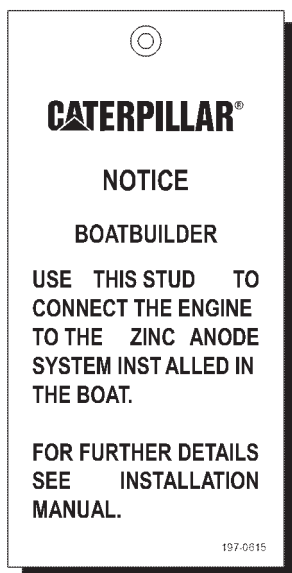 CATERPILLAR®
NOTICE
BOATBUILDER
USE THIS STUD TO
CONNECT THE ENGINE
TO THE ZINC ANODE
SYSTEM INST ALLED IN
THE BOAT.
FOR FURTHER DETAILS
SEE INSTALLATION
MANUAL.
197-0615